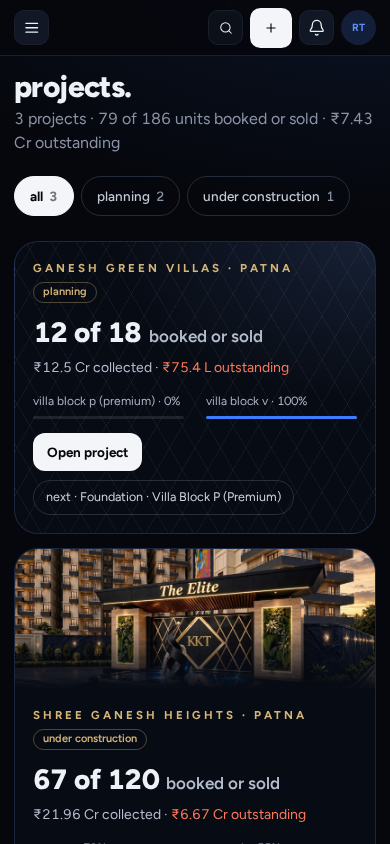 RT
projects.
3 projects · 79 of 186 units booked or sold · ₹7.43
Cr outstanding
all 3
planning 2
under construction 1
GANESH GREEN VILLAS · PATNA
planning
12 of 18 booked or sold
₹12.5 Cr collected · ₹75.4 L outstanding
villa block p (premium) · 0%
villa block v · 100%
Open project
next · Foundation · Villa Block P (Premium)
The Elite
KKT
SHREE GANESH HEIGHTS · PATNA
under construction
67 of 120 booked or sold
₹21.96 Cr collected · ₹6.67 Cr outstanding